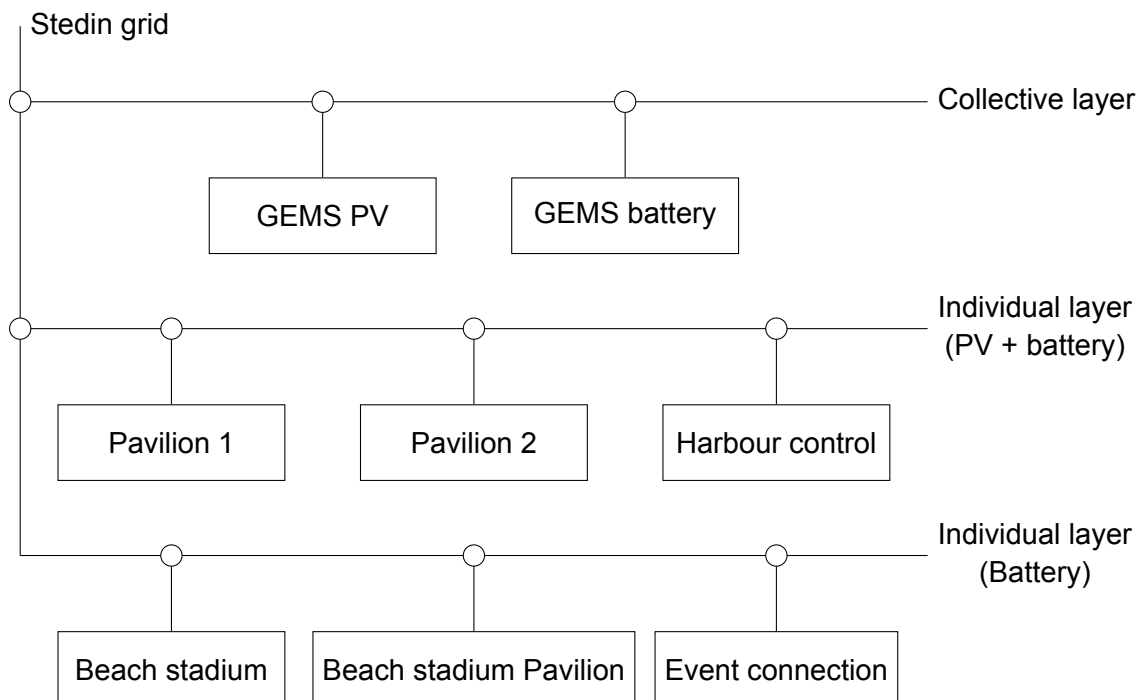 Stedin grid
Collective layer
GEMS PV
GEMS battery
Individual layer
(PV + battery)
Pavilion 1
Pavilion 2
Harbour control
Individual layer
(Battery)
Beach stadium
Beach stadium Pavilion
Event connection